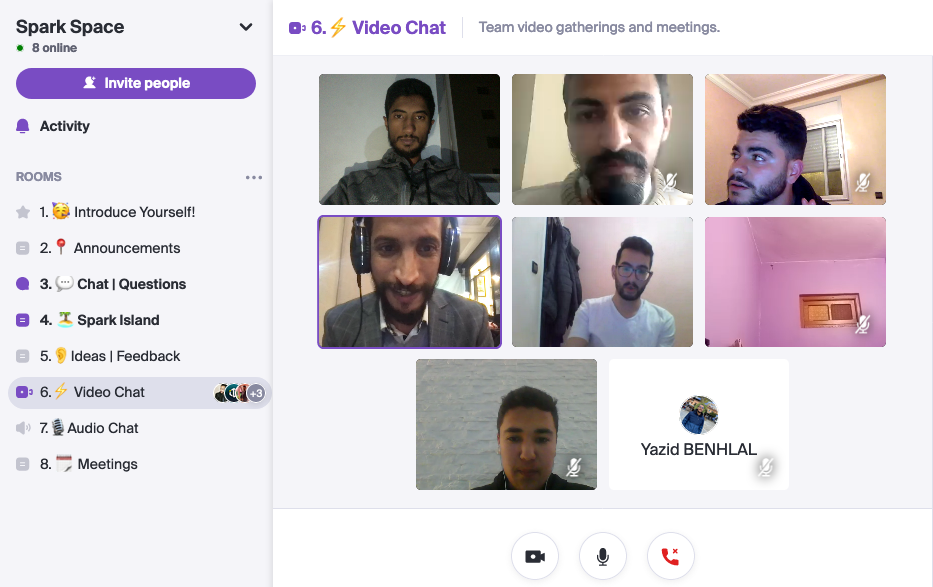 Spark Space
8 online
Invite people
Activity
ROOMS
1. 🥳 Introduce Yourself!
2. 📍 Announcements
3. 💬 Chat | Questions
4. 🏝️ Spark Island
5. 👂 Ideas | Feedback
6. ⚡ Video Chat
+3
7. 🎙️ Audio Chat
8. 🗓️ Meetings
6. ⚡ Video Chat
Team video gatherings and meetings.
Yazid BENHLAL